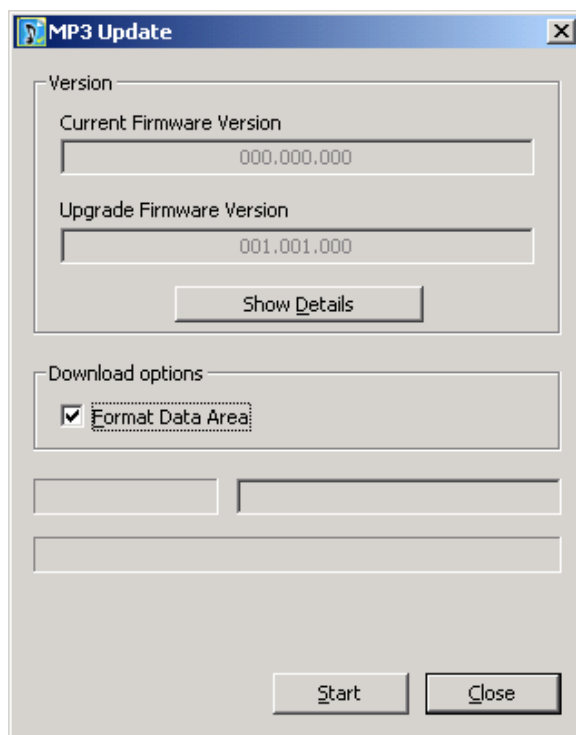 MP3 Update
Version
Current Firmware Version
000.000.000
Upgrade Firmware Version
001.001.000
Show Details
Download options
Format Data Area
Start
Close